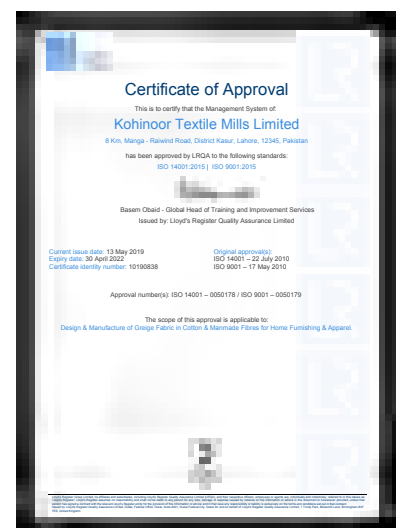 Certificate of Approval
This is to certify that the Management System of:
Kohinoor Textile Mills Limited
8 Km, Manga - Raiwind Road, District Kasur, Lahore, 12345, Pakistan
has been approved by LRQA to the following standards:
ISO 14001:2015 | ISO 9001:2015
Basem Obaid - Global Head of Training and Improvement Services
Issued by: Lloyd's Register Quality Assurance Limited
Current issue date: 13 May 2019
Expiry date: 30 April 2022
Certificate identity number: 10190838
Original approval(s):
ISO 14001 – 22 July 2010
ISO 9001 – 17 May 2010
Approval number(s): ISO 14001 – 0050178 / ISO 9001 – 0050179
The scope of this approval is applicable to:
Design & Manufacture of Greige Fabric in Cotton & Manmade Fibres for Home Furnishing & Apparel.